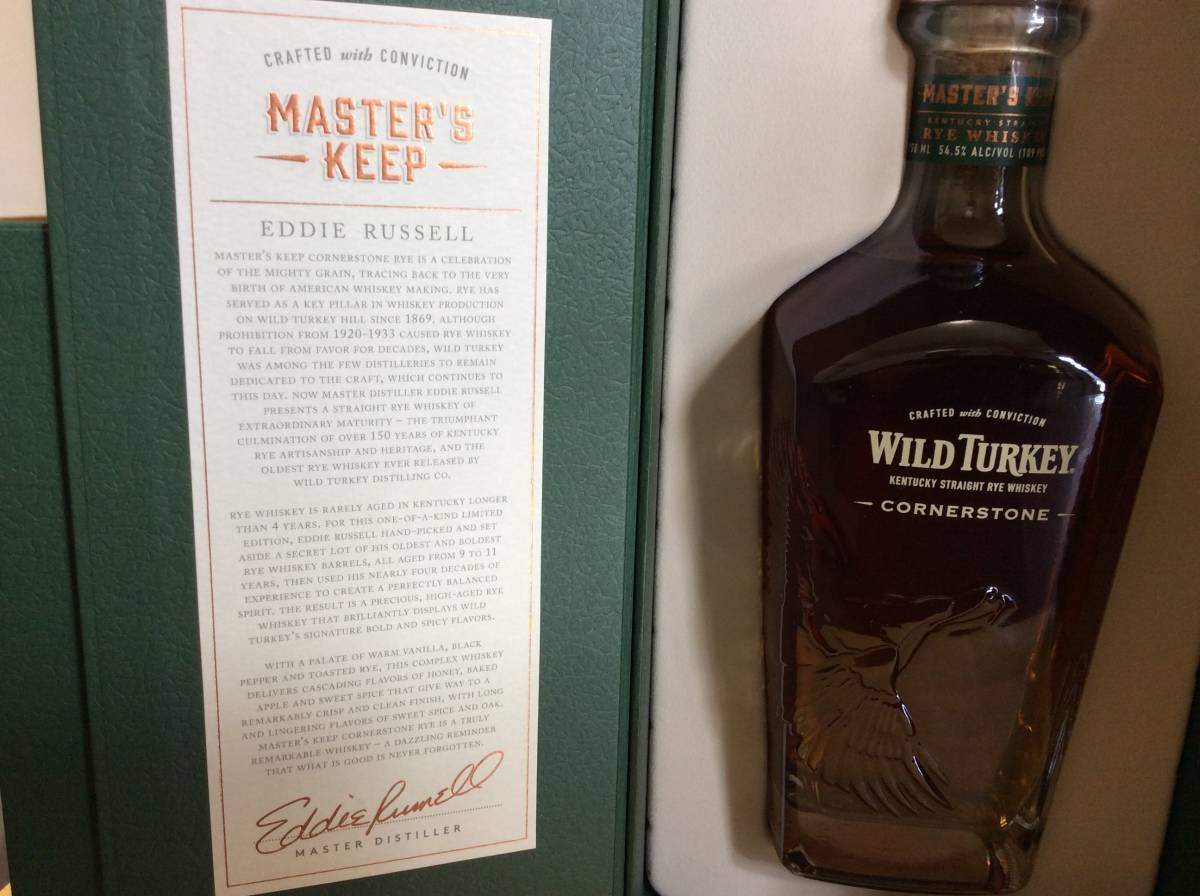 CRAFTED with CONVICTION
MASTER'S
KEEP
EDDIE RUSSELL
MASTER'S KEEP CORNERSTONE RYE IS A CELEBRATION
OF THE MIGHTY GRAIN, TRACING BACK TO THE VERY
BIRTH OF AMERICAN WHISKEY MAKING. RYE HAS
SERVED AS A KEY PILLAR IN WHISKEY PRODUCTION
ON WILD TURKEY HILL SINCE 1869. ALTHOUGH
PROHIBITION FROM 1920-1933 CAUSED RYE WHISKEY
TO FALL FROM FAVOR FOR DECADES, WILD TURKEY
WAS AMONG THE FEW DISTILLERIES TO REMAIN
DEDICATED TO THE CRAFT, WHICH CONTINUES TO
THIS DAY. NOW MASTER DISTILLER EDDIE RUSSELL
PRESENTS A STRAIGHT RYE WHISKEY OF
EXTRAORDINARY MATURITY – THE TRIUMPHANT
CULMINATION OF OVER 150 YEARS OF KENTUCKY
RYE ARTISANSHIP AND HERITAGE, AND THE
OLDEST RYE WHISKEY EVER RELEASED BY
WILD TURKEY DISTILLING CO.
RYE WHISKEY IS RARELY AGED IN KENTUCKY LONGER
THAN 4 YEARS. FOR THIS ONE-OF-A-KIND LIMITED
EDITION, EDDIE RUSSELL HAND-PICKED AND SET
ASIDE A SECRET LOT OF HIS OLDEST AND BOLDEST
RYE WHISKEY BARRELS, ALL AGED FROM 9 TO 11
YEARS, THEN USED HIS NEARLY FOUR DECADES OF
EXPERIENCE TO CREATE A PERFECTLY BALANCED
SPIRIT. THE RESULT IS A PRECIOUS, HIGH-AGED RYE
WHISKEY THAT BRILLIANTLY DISPLAYS WILD
TURKEY'S SIGNATURE BOLD AND SPICY FLAVORS.
WITH A PALATE OF WARM VANILLA, BLACK
PEPPER AND TOASTED RYE, THIS COMPLEX WHISKEY
DELIVERS CASCADING FLAVORS OF HONEY, BAKED
APPLE AND SWEET SPICE THAT GIVE WAY TO A
REMARKABLY CRISP AND CLEAN FINISH, WITH LONG
AND LINGERING FLAVORS OF SWEET SPICE AND OAK.
MASTER'S KEEP CORNERSTONE RYE IS A TRULY
REMARKABLE WHISKEY – A DAZZLING REMINDER
THAT WHAT IS GOOD IS NEVER FORGOTTEN.
Eddie Russell
MASTER DISTILLER
MASTER'S
KENTUCKY
RYE
ML 54.5% ALC/VOL (109
CRAFTED with CONVICTION
WILD TURKEY.
KENTUCKY STRAIGHT RYE WHISKEY
CORNERSTONE